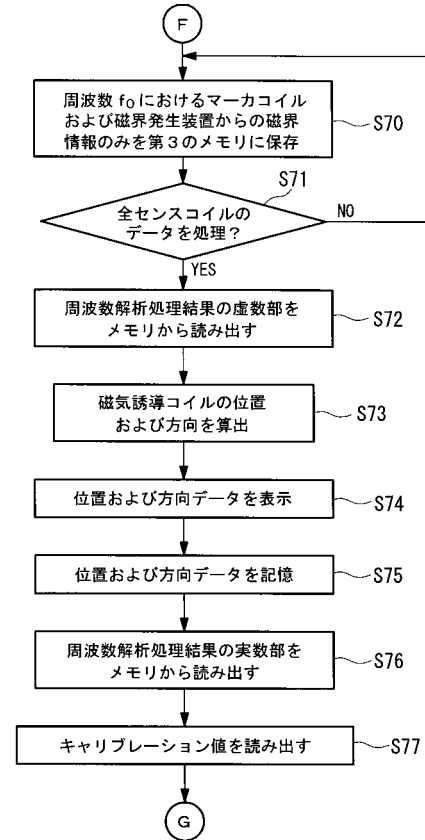 F
周波数 f0 におけるマーカコイル
および磁界発生装置からの磁界
情報のみを第３のメモリに保存
S70
S71
全センスコイルの
データを処理？
NO
YES
周波数解析処理結果の虚数部を
メモリから読み出す
S72
磁気誘導コイルの位置
および方向を算出
S73
位置および方向データを表示
S74
位置および方向データを記憶
S75
周波数解析処理結果の実数部を
メモリから読み出す
S76
キャリブレーション値を読み出す
S77
G